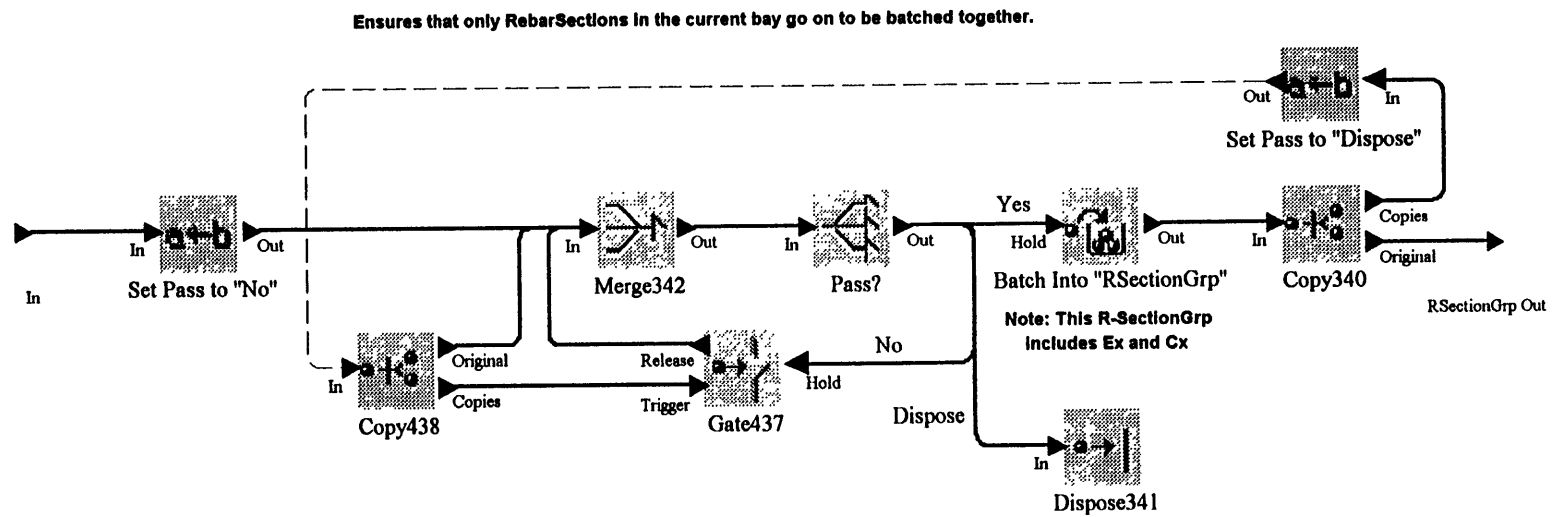 Ensures that only RebarSections in the current bay go on to be batched together.
Out
a←b
In
Set Pass to "Dispose"
In
a←b
Out
Set Pass to "No"
In
In
Out
Merge342
In
Out
Pass?
Yes
Hold
Out
Batch Into "RSectionGrp"
Note: This R-SectionGrp
includes Ex and Cx
In
Copies
Original
Copy340
RSectionGrp Out
In
Original
Copies
Copy438
Release
Trigger
Gate437
No
Hold
Dispose
In
Dispose341